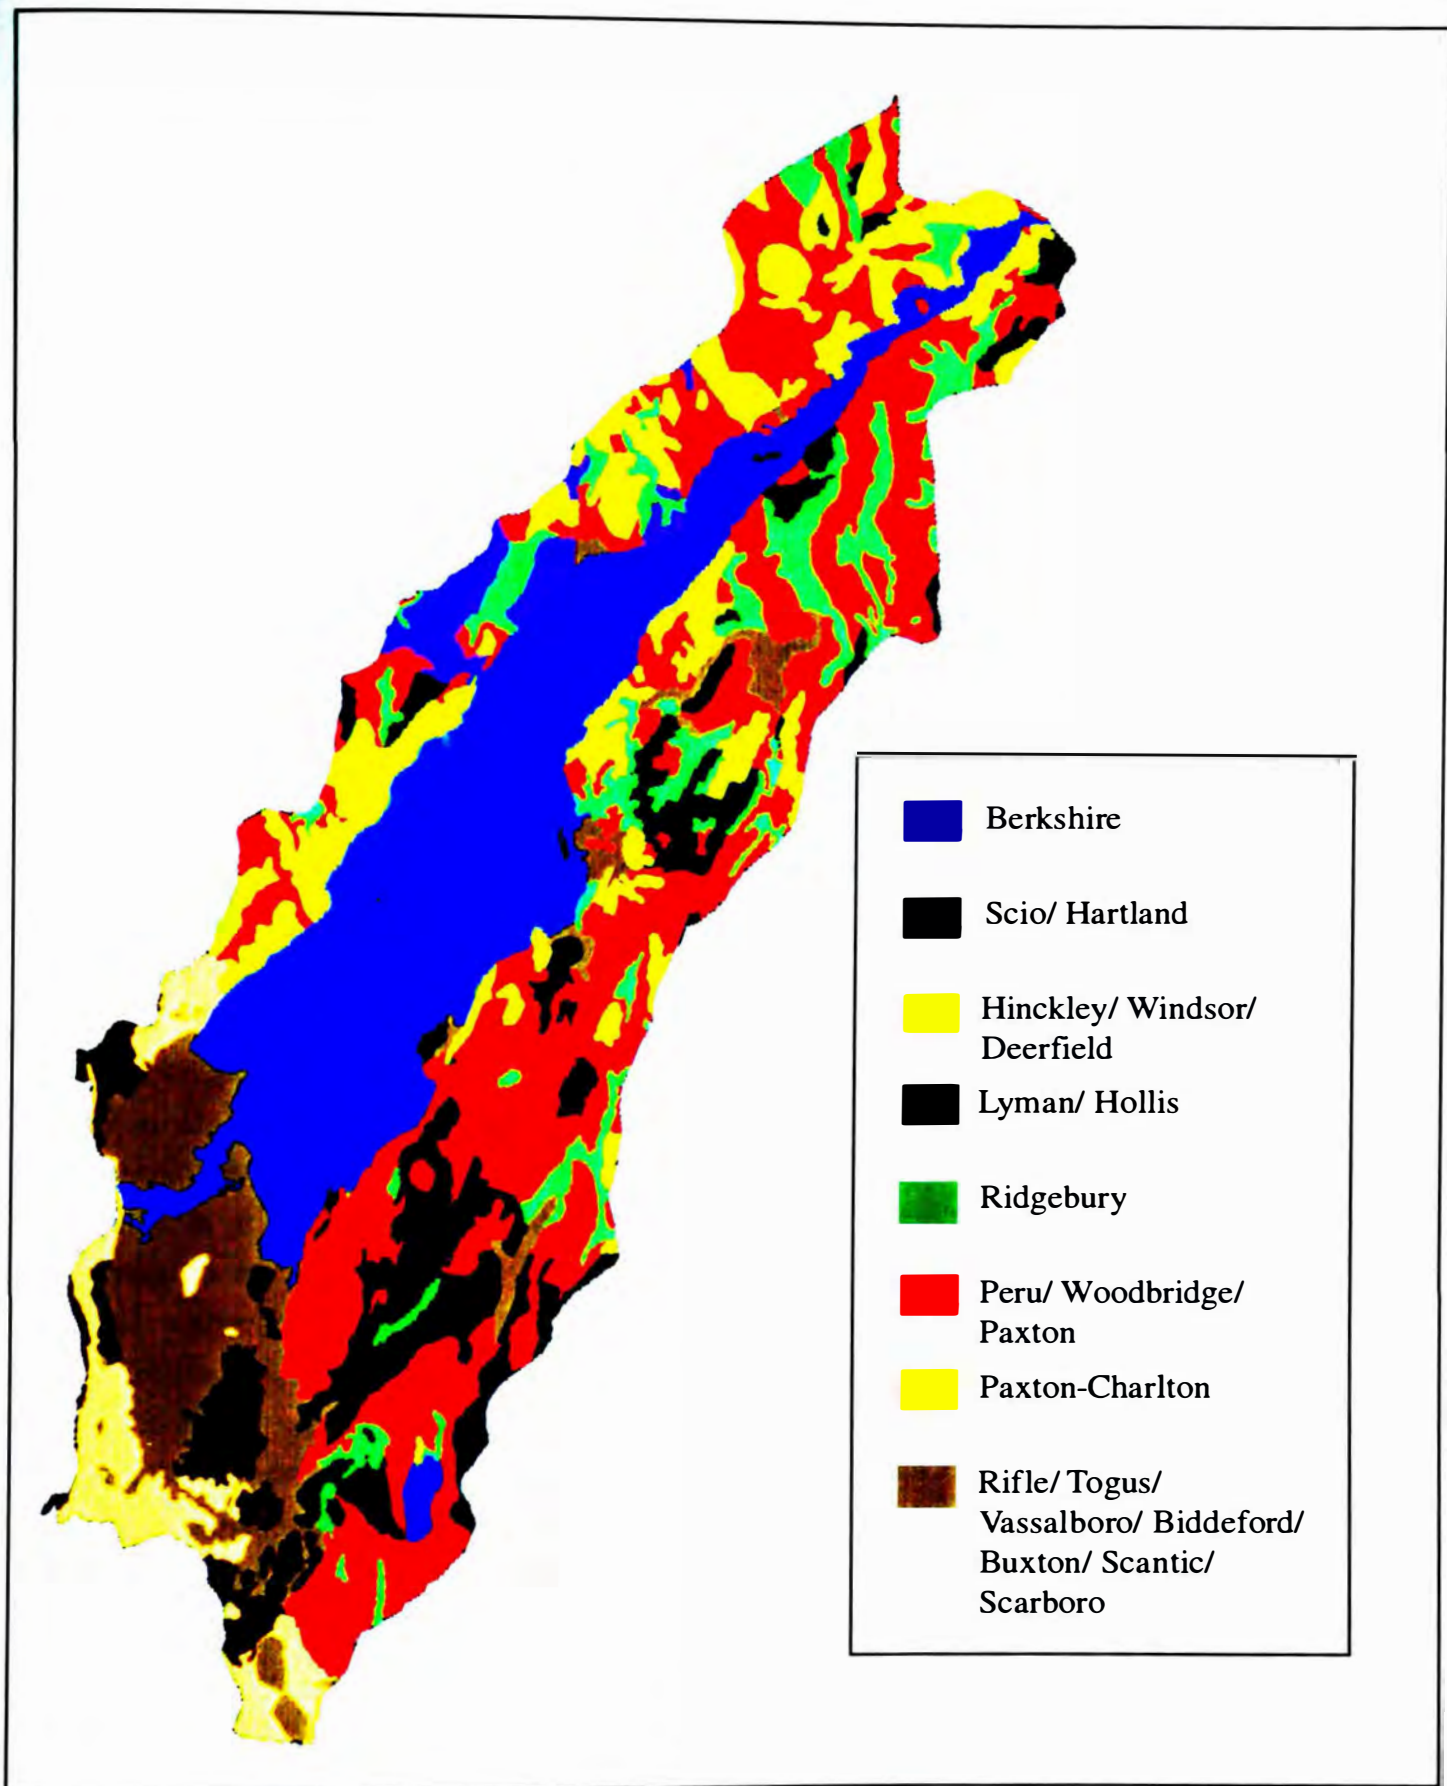 Berkshire
Scio/ Hartland
Hinckley/ Windsor/
Deerfield
Lyman/ Hollis
Ridgebury
Peru/ Woodbridge/
Paxton
Paxton-Charlton
Rifle/ Togus/
Vassalboro/ Biddeford/
Buxton/ Scantic/
Scarboro